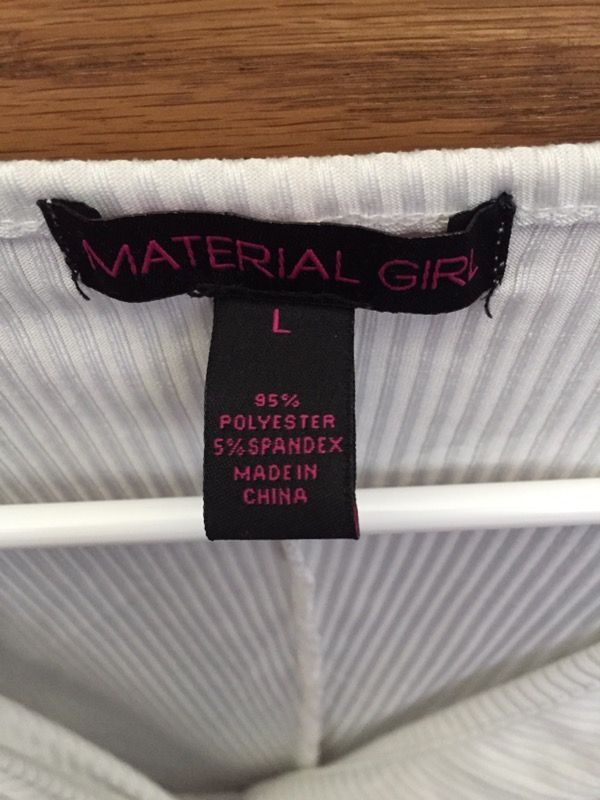 MATERIAL GIRL
L
95%
POLYESTER
5% SPANDEX
MADE IN
CHINA